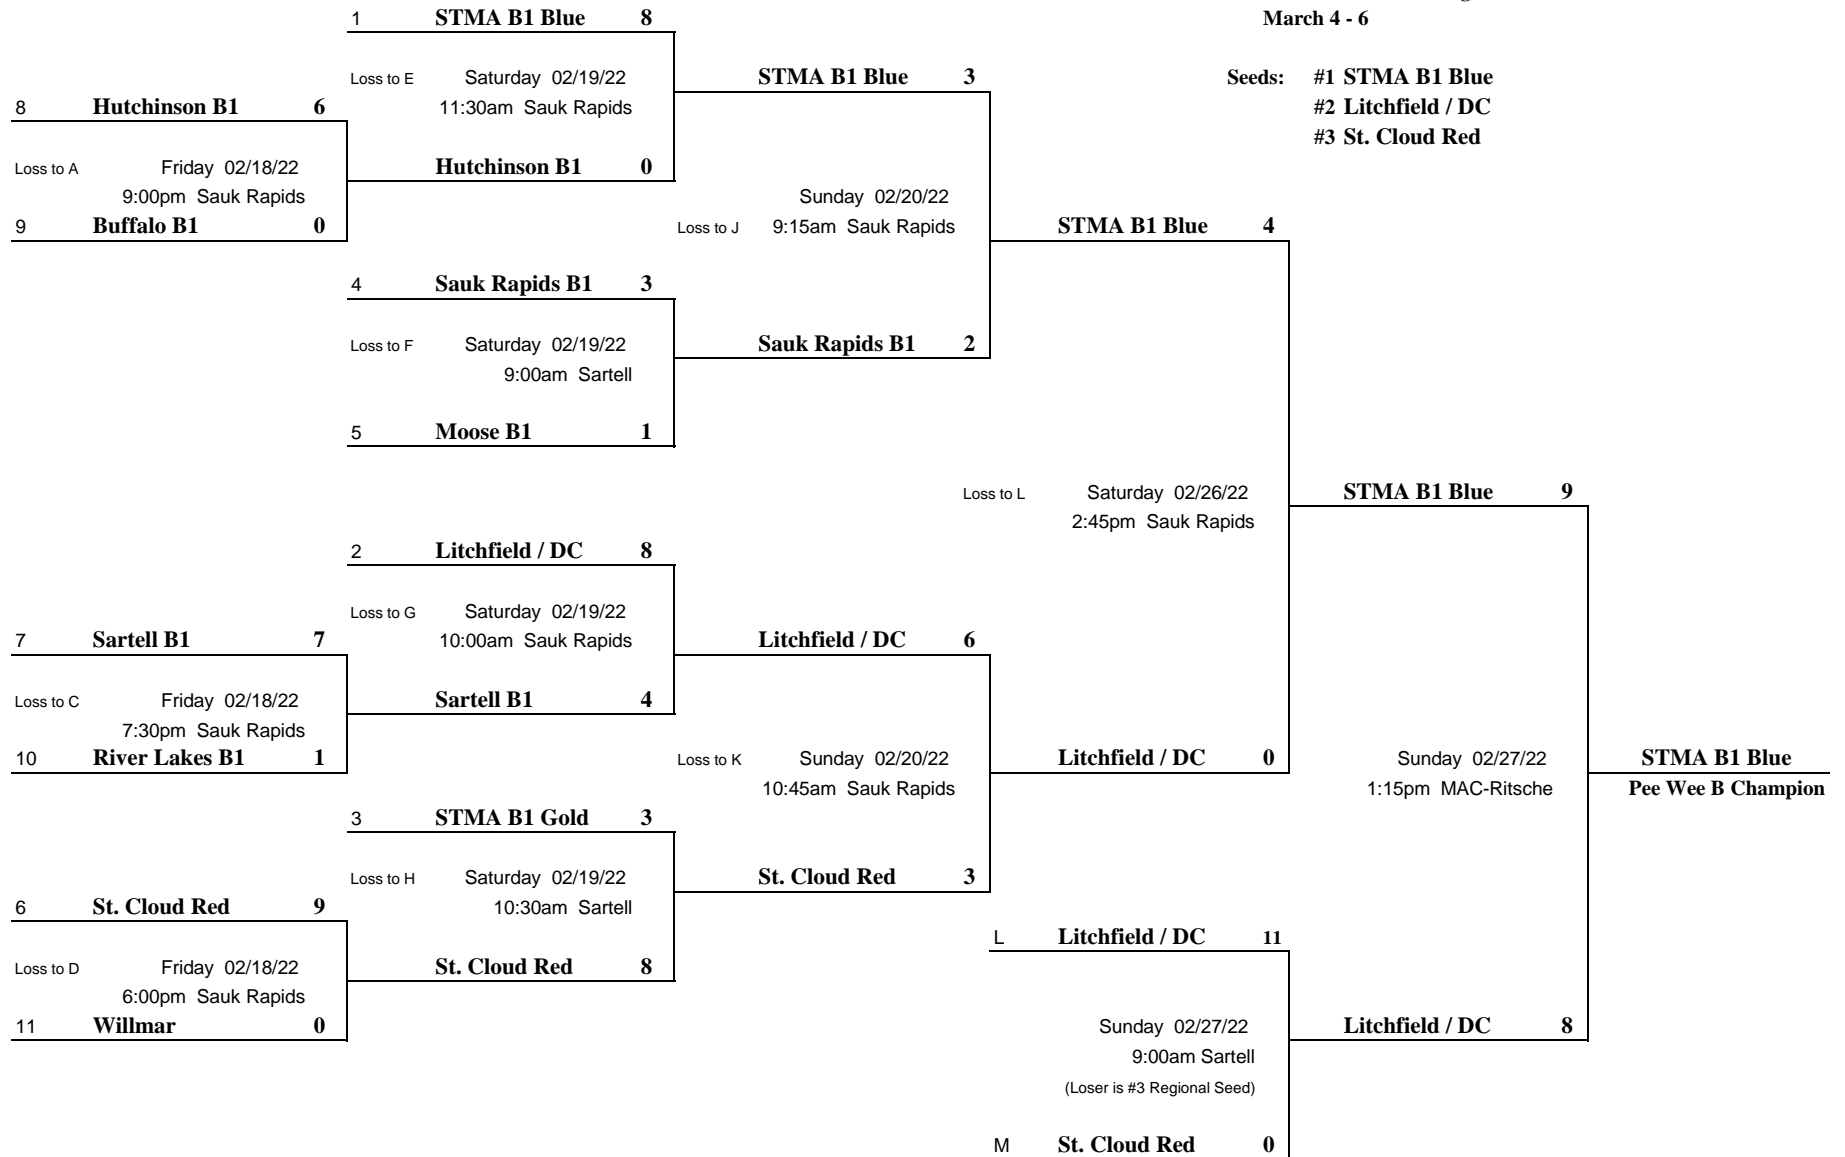 March 4 - 6
1 STMA B1 Blue 8
Loss to E Saturday 02/19/22 STMA B1 Blue 3 Seeds: #1 STMA B1 Blue
8 Hutchinson B1 6 11:30am Sauk Rapids #2 Litchfield / DC
#3 St. Cloud Red
Loss to A Friday 02/18/22 Hutchinson B1 0
9:00pm Sauk Rapids Sunday 02/20/22
9 Buffalo B1 0 Loss to J 9:15am Sauk Rapids STMA B1 Blue 4
4 Sauk Rapids B1 3
Loss to F Saturday 02/19/22 Sauk Rapids B1 2
9:00am Sartell
5 Moose B1 1
Loss to L Saturday 02/26/22 STMA B1 Blue 9
2:45pm Sauk Rapids
2 Litchfield / DC 8
Loss to G Saturday 02/19/22
7 Sartell B1 7 10:00am Sauk Rapids Litchfield / DC 6
Loss to C Friday 02/18/22 Sartell B1 4
7:30pm Sauk Rapids
10 River Lakes B1 1 Loss to K Sunday 02/20/22 Litchfield / DC 0 Sunday 02/27/22 STMA B1 Blue
10:45am Sauk Rapids 1:15pm MAC-Ritsche Pee Wee B Champion
3 STMA B1 Gold 3
Loss to H Saturday 02/19/22 St. Cloud Red 3
6 St. Cloud Red 9 10:30am Sartell
L Litchfield / DC 11
Loss to D Friday 02/18/22 St. Cloud Red 8
6:00pm Sauk Rapids
11 Willmar 0 Sunday 02/27/22 Litchfield / DC 8
9:00am Sartell
(Loser is #3 Regional Seed)
M St. Cloud Red 0